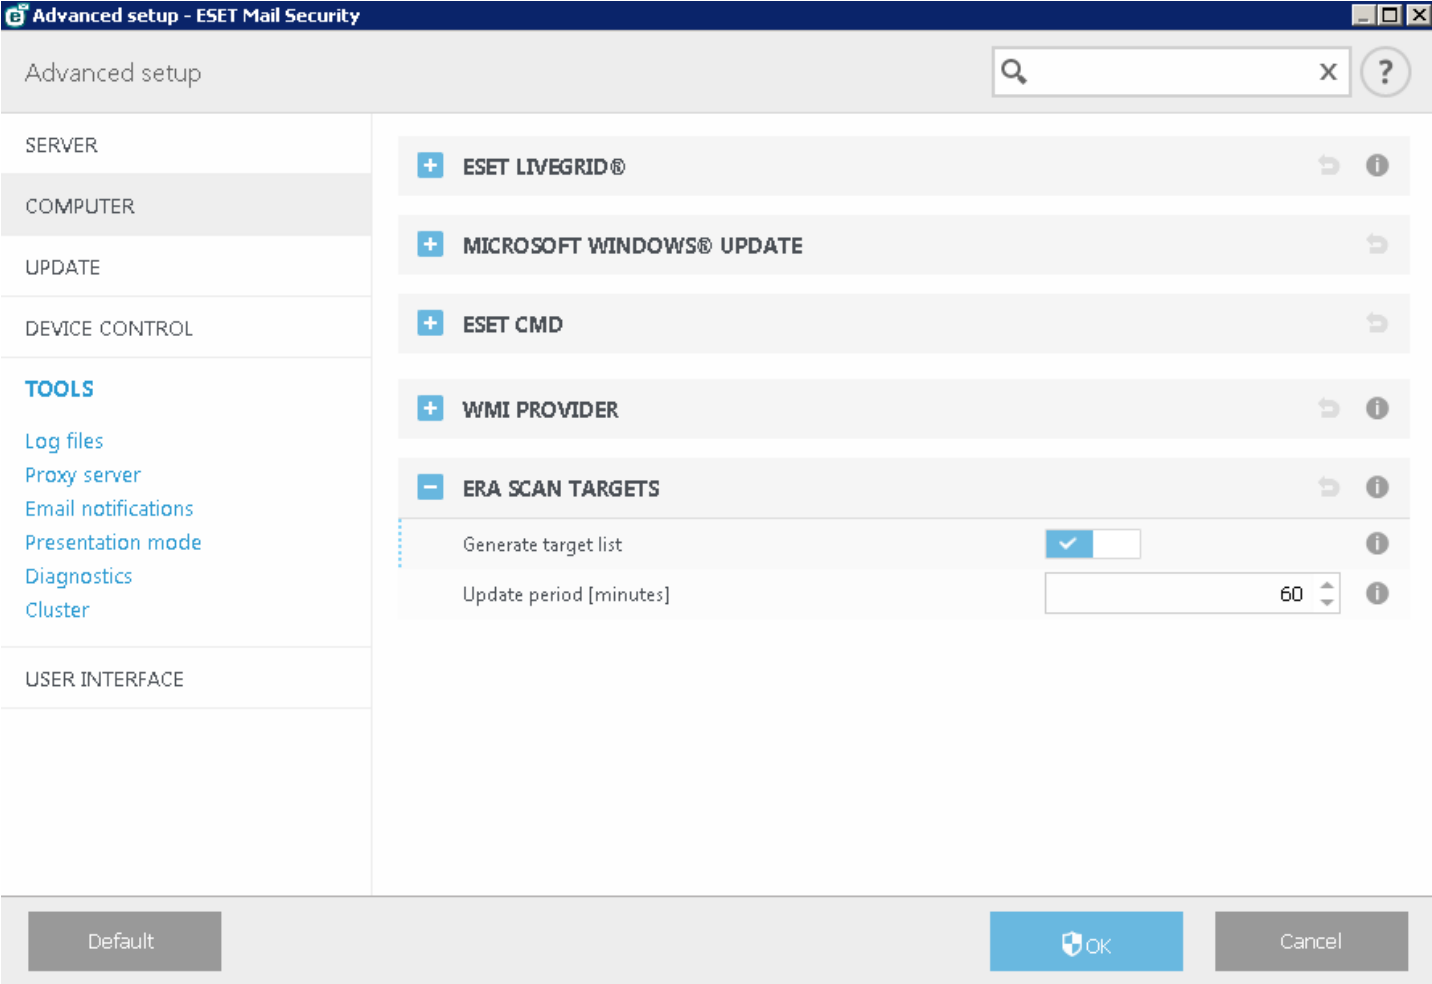 Advanced setup - ESET Mail Security
Advanced setup
X
?
SERVER
COMPUTER
UPDATE
DEVICE CONTROL
TOOLS
Log files
Proxy server
Email notifications
Presentation mode
Diagnostics
Cluster
USER INTERFACE
ESET LIVEGRID®
MICROSOFT WINDOWS® UPDATE
ESET CMD
WMI PROVIDER
ERA SCAN TARGETS
Generate target list
Update period [minutes] 60
Default
OK
Cancel